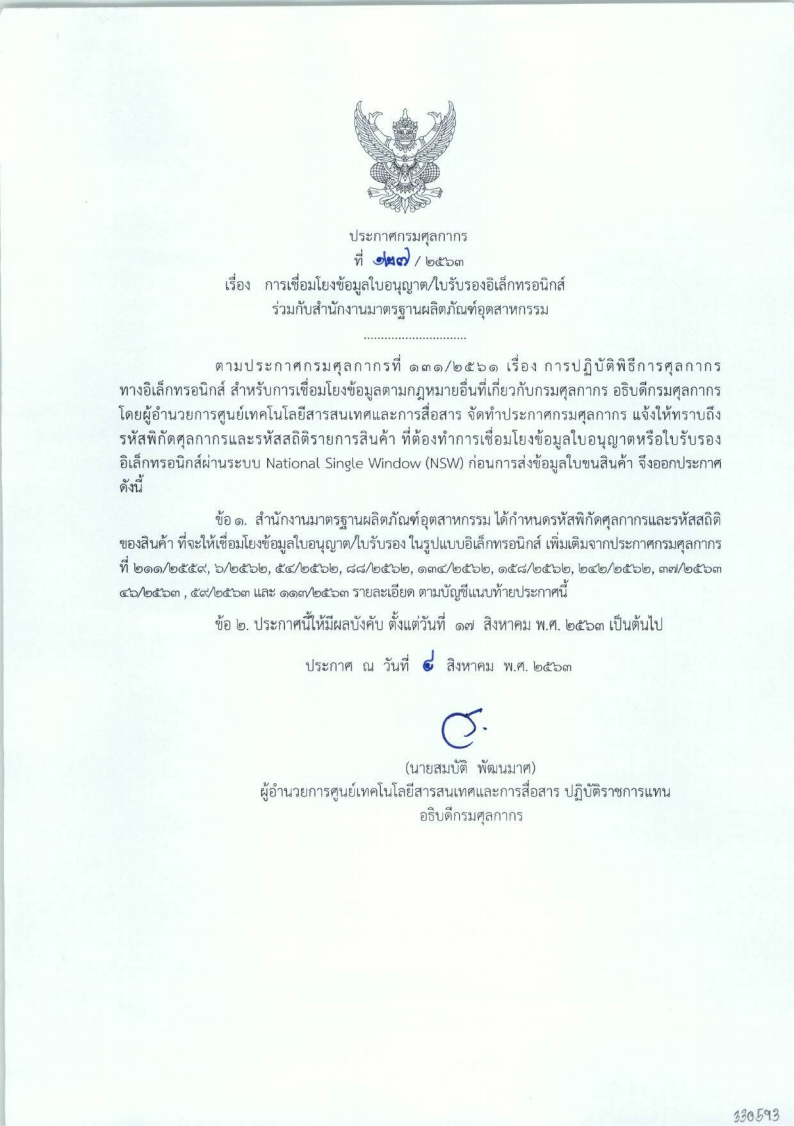 ประกาศกรมศุลกากร
ที่ ๑๒๗ / ๒๕๖๓
เรื่อง การเชื่อมโยงข้อมูลใบอนุญาต/ใบรับรองอิเล็กทรอนิกส์
ร่วมกับสำนักงานมาตรฐานผลิตภัณฑ์อุตสาหกรรม
..............................
ตามประกาศกรมศุลกากรที่ ๑๓๑/๒๕๖๑ เรื่อง การปฏิบัติพิธีการศุลกากร
ทางอิเล็กทรอนิกส์ สำหรับการเชื่อมโยงข้อมูลตามกฎหมายอื่นที่เกี่ยวกับกรมศุลกากร อธิบดีกรมศุลกากร
โดยผู้อำนวยการศูนย์เทคโนโลยีสารสนเทศและการสื่อสาร จัดทำประกาศกรมศุลกากร แจ้งให้ทราบถึง
รหัสพิกัดศุลกากรและรหัสสถิติรายการสินค้า ที่ต้องทำการเชื่อมโยงข้อมูลใบอนุญาตหรือใบรับรอง
อิเล็กทรอนิกส์ผ่านระบบ National Single Window (NSW) ก่อนการส่งข้อมูลใบขนสินค้า จึงออกประกาศ
ดังนี้
ข้อ ๑. สำนักงานมาตรฐานผลิตภัณฑ์อุตสาหกรรม ได้กำหนดรหัสพิกัดศุลกากรและรหัสสถิติ
ของสินค้า ที่จะให้เชื่อมโยงข้อมูลใบอนุญาต/ใบรับรอง ในรูปแบบอิเล็กทรอนิกส์ เพิ่มเติมจากประกาศกรมศุลกากร
ที่ ๒๑๑/๒๕๕๙, ๖/๒๕๖๒, ๕๔/๒๕๖๒, ๘๘/๒๕๖๒, ๑๓๔/๒๕๖๒, ๑๕๘/๒๕๖๒, ๒๔๒/๒๕๖๒, ๓๗/๒๕๖๓
๔๖/๒๕๖๓ , ๕๙/๒๕๖๓ และ ๑๑๓/๒๕๖๓ รายละเอียด ตามบัญชีแนบท้ายประกาศนี้
ข้อ ๒. ประกาศนี้ให้มีผลบังคับ ตั้งแต่วันที่ ๑๗ สิงหาคม พ.ศ. ๒๕๖๓ เป็นต้นไป
ประกาศ ณ วันที่ ๔ สิงหาคม พ.ศ. ๒๕๖๓
(นายสมบัติ พัฒนมาศ)
ผู้อำนวยการศูนย์เทคโนโลยีสารสนเทศและการสื่อสาร ปฏิบัติราชการแทน
อธิบดีกรมศุลกากร
330593